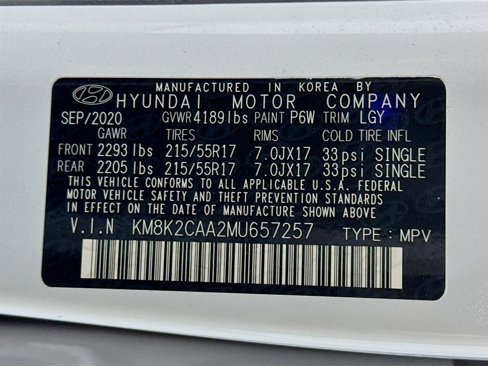 MANUFACTURED IN KOREA BY
HYUNDAI MOTOR COMPANY
SEP/2020 GVWR 4189lbs PAINT P6W TRIM LGY
GAWR TIRES RIMS COLD TIRE INFL
FRONT 2293lbs 215/55R17 7.0JX17 33psi SINGLE
REAR 2205lbs 215/55R17 7.0JX17 33psi SINGLE
THIS VEHICLE CONFORMS TO ALL APPLICABLE U.S.A. FEDERAL
MOTOR VEHICLE SAFETY AND THEFT PREVENTION STANDARDS
IN EFFECT ON THE DATE OF MANUFACTURE SHOWN ABOVE.
V.I.N KM8K2CAA2MU657257 TYPE : MPV